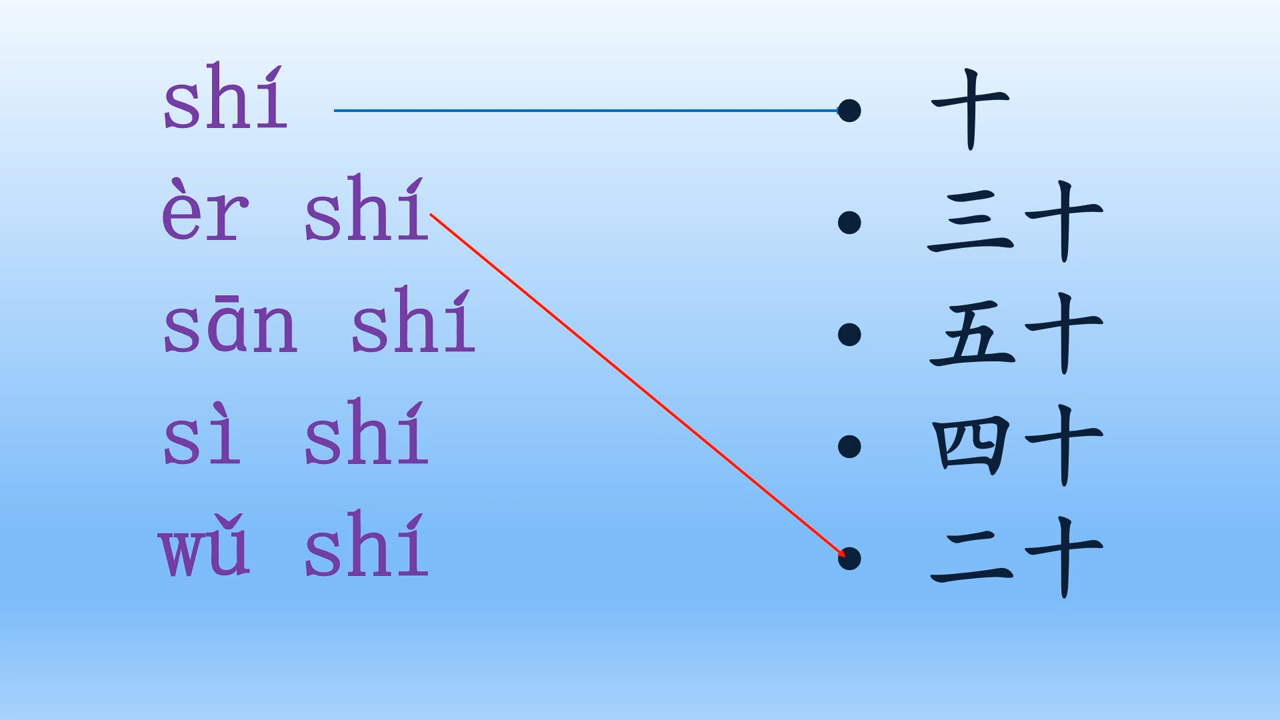 shí • 十
èr shí • 三十
sān shí • 五十
sì shí • 四十
wǔ shí • 二十